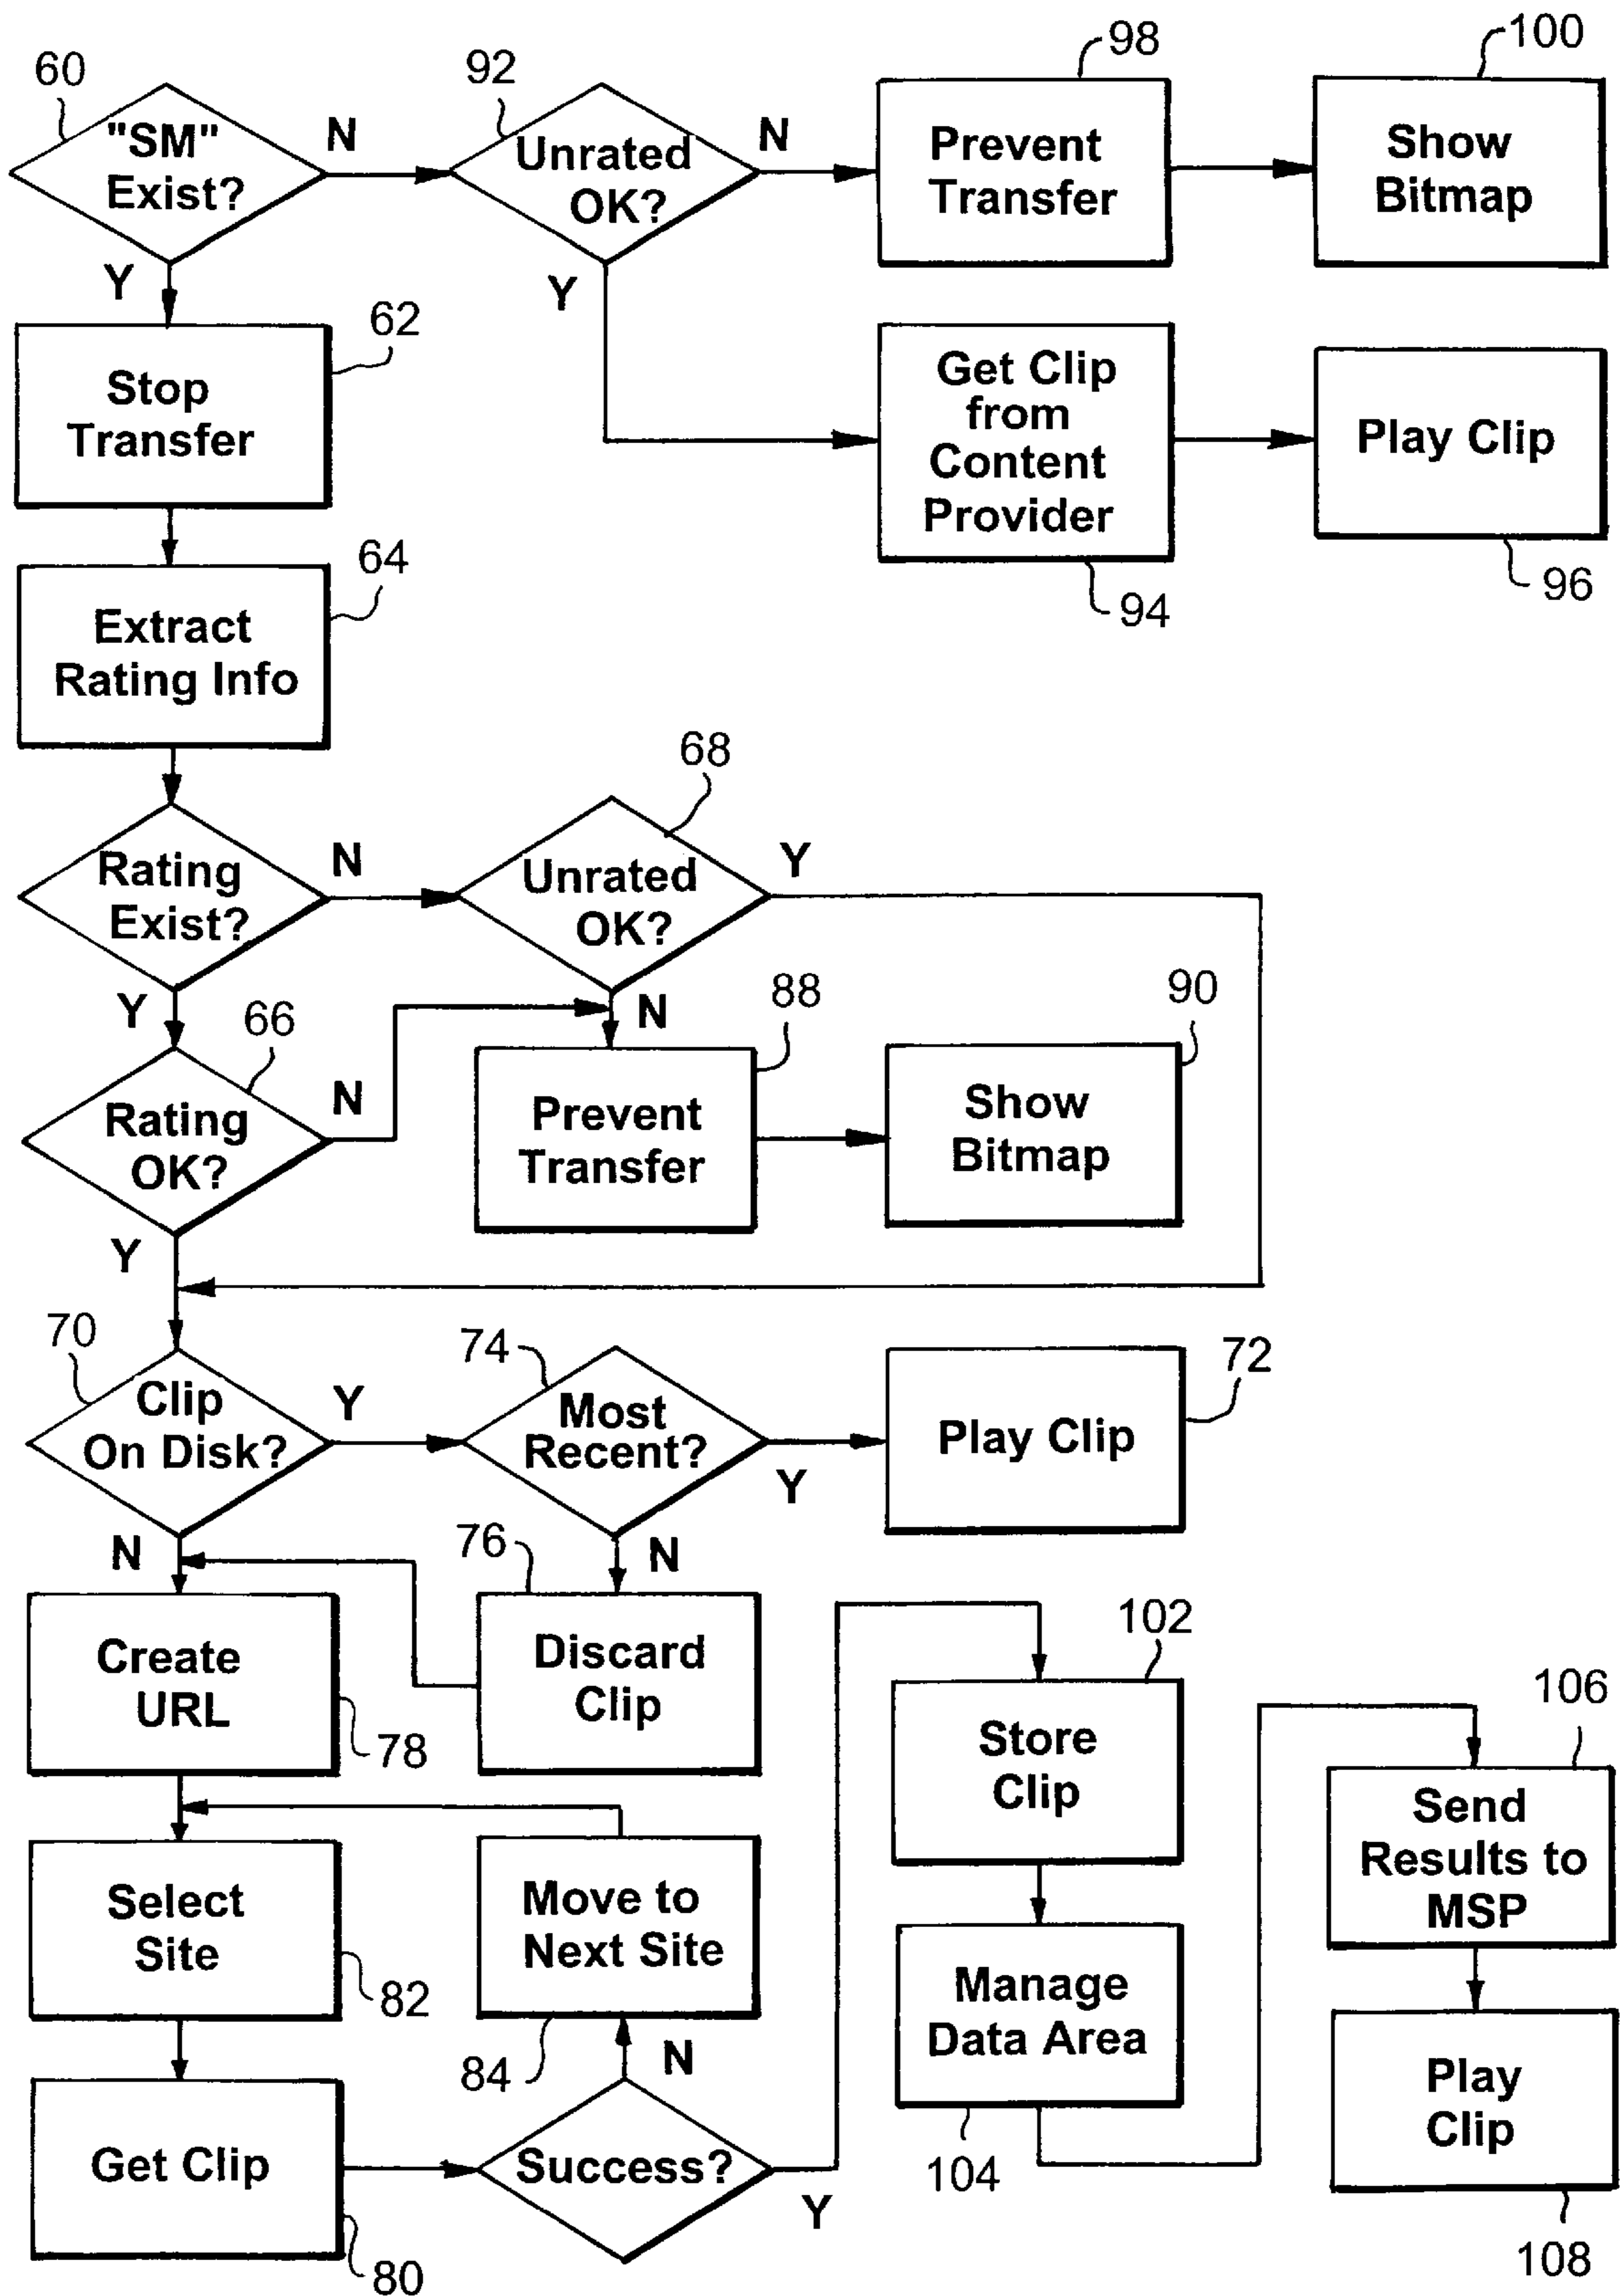 60
"SM"
Exist?
N
Y
92
Unrated
OK?
N
Y
98
Prevent
Transfer
100
Show
Bitmap
62
Stop
Transfer
Get Clip
from
Content
Provider
94
Play Clip
96
64
Extract
Rating Info
Rating
Exist?
N
Y
68
Unrated
OK?
Y
N
66
Rating
OK?
N
Y
88
Prevent
Transfer
90
Show
Bitmap
70
Clip
On Disk?
Y
N
74
Most
Recent?
Y
N
72
Play Clip
76
Discard
Clip
Create
URL
78
Select
Site
82
Move to
Next Site
84
Get Clip
80
Success?
N
Y
102
Store
Clip
Manage
Data Area
104
106
Send
Results to
MSP
Play
Clip
108